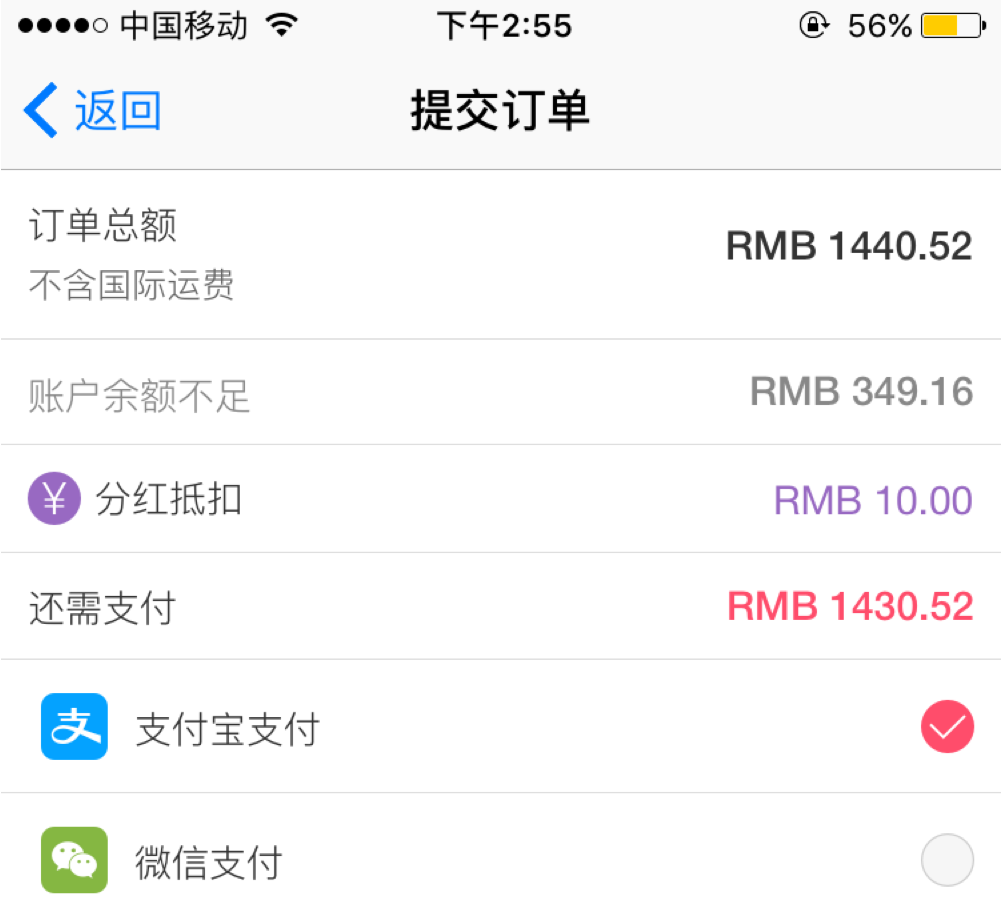 中国移动 下午2:55 56%
返回 提交订单
订单总额 RMB 1440.52
不含国际运费
账户余额不足 RMB 349.16
¥ 分红抵扣 RMB 10.00
还需支付 RMB 1430.52
支 支付宝支付
微信支付